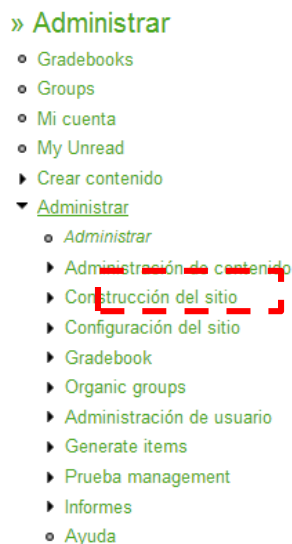 » Administrar
Gradebooks
Groups
Mi cuenta
My Unread
Crear contenido
Administrar
Administrar
Administración de contenido
Construcción del sitio
Configuración del sitio
Gradebook
Organic groups
Administración de usuario
Generate items
Prueba management
Informes
Ayuda